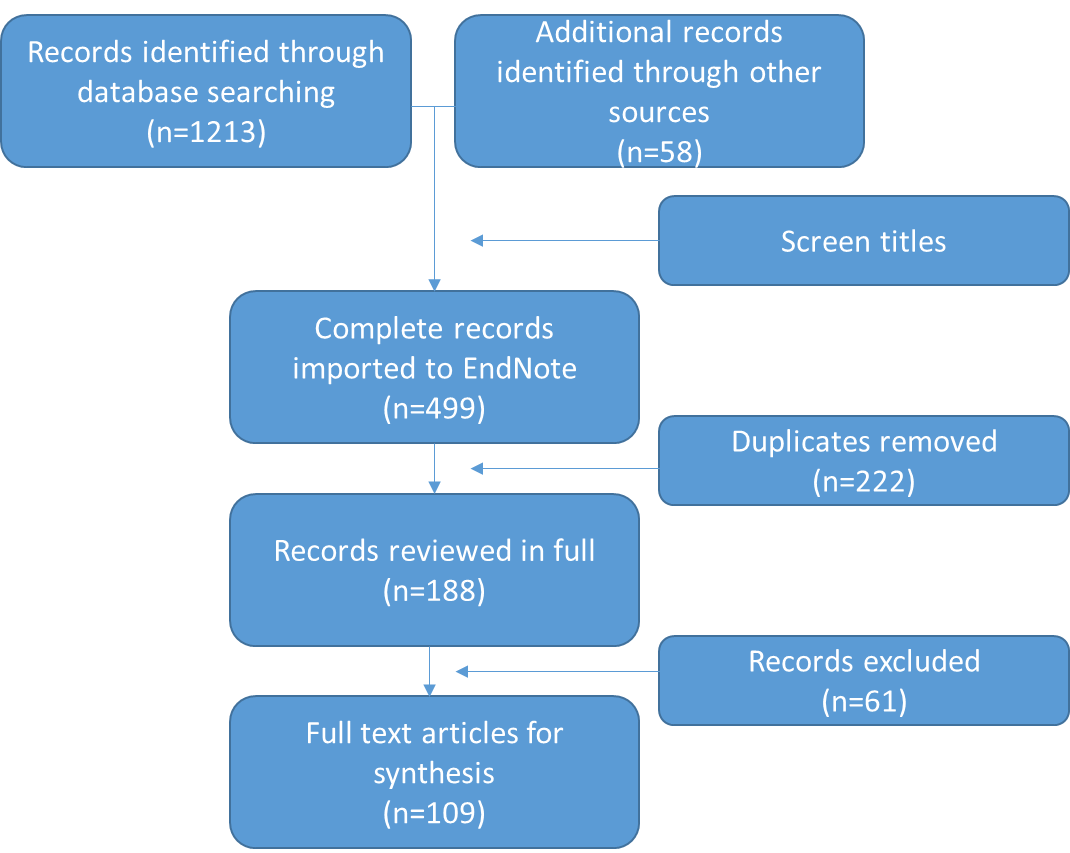 Records identified through
database searching
(n=1213)
Additional records
identified through other
sources
(n=58)
Screen titles
Complete records
imported to EndNote
(n=499)
Duplicates removed
(n=222)
Records reviewed in full
(n=188)
Records excluded
(n=61)
Full text articles for
synthesis
(n=109)